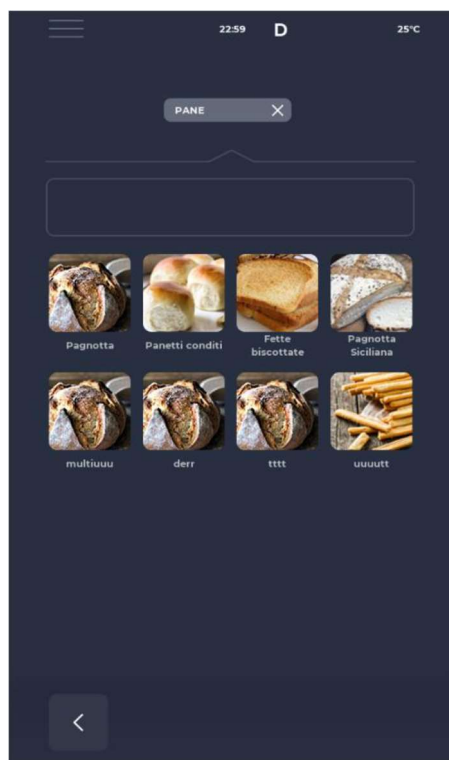 22:59 D 25°C
PANE
Pagnotta Panetti conditi Fette biscottate Pagnotta Siciliana
multiuuu derr tttt uuuutt